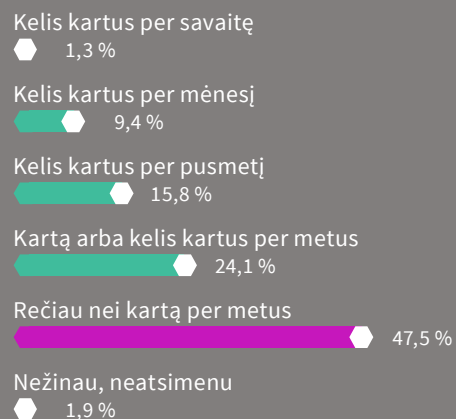 Kelis kartus per savaitę
1,3 %
Kelis kartus per mėnesį
9,4 %
Kelis kartus per pusmetį
15,8 %
Kartą arba kelis kartus per metus
24,1 %
Rečiau nei kartą per metus
47,5 %
Nežinau, neatsimenu
1,9 %